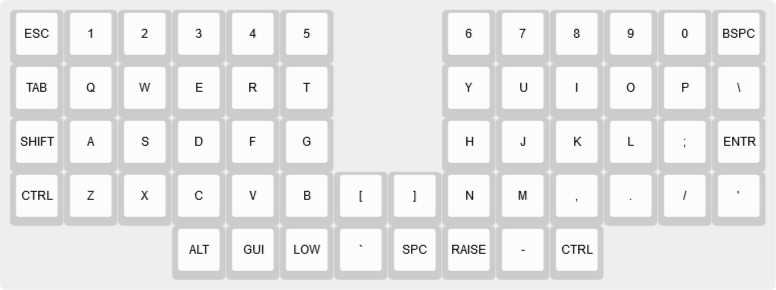 ESC 1 2 3 4 5 6 7 8 9 0 BSPC
TAB Q W E R T Y U I O P \
SHIFT A S D F G H J K L ; ENTR
CTRL Z X C V B [ ] N M , . / '
ALT GUI LOW ` SPC RAISE - CTRL